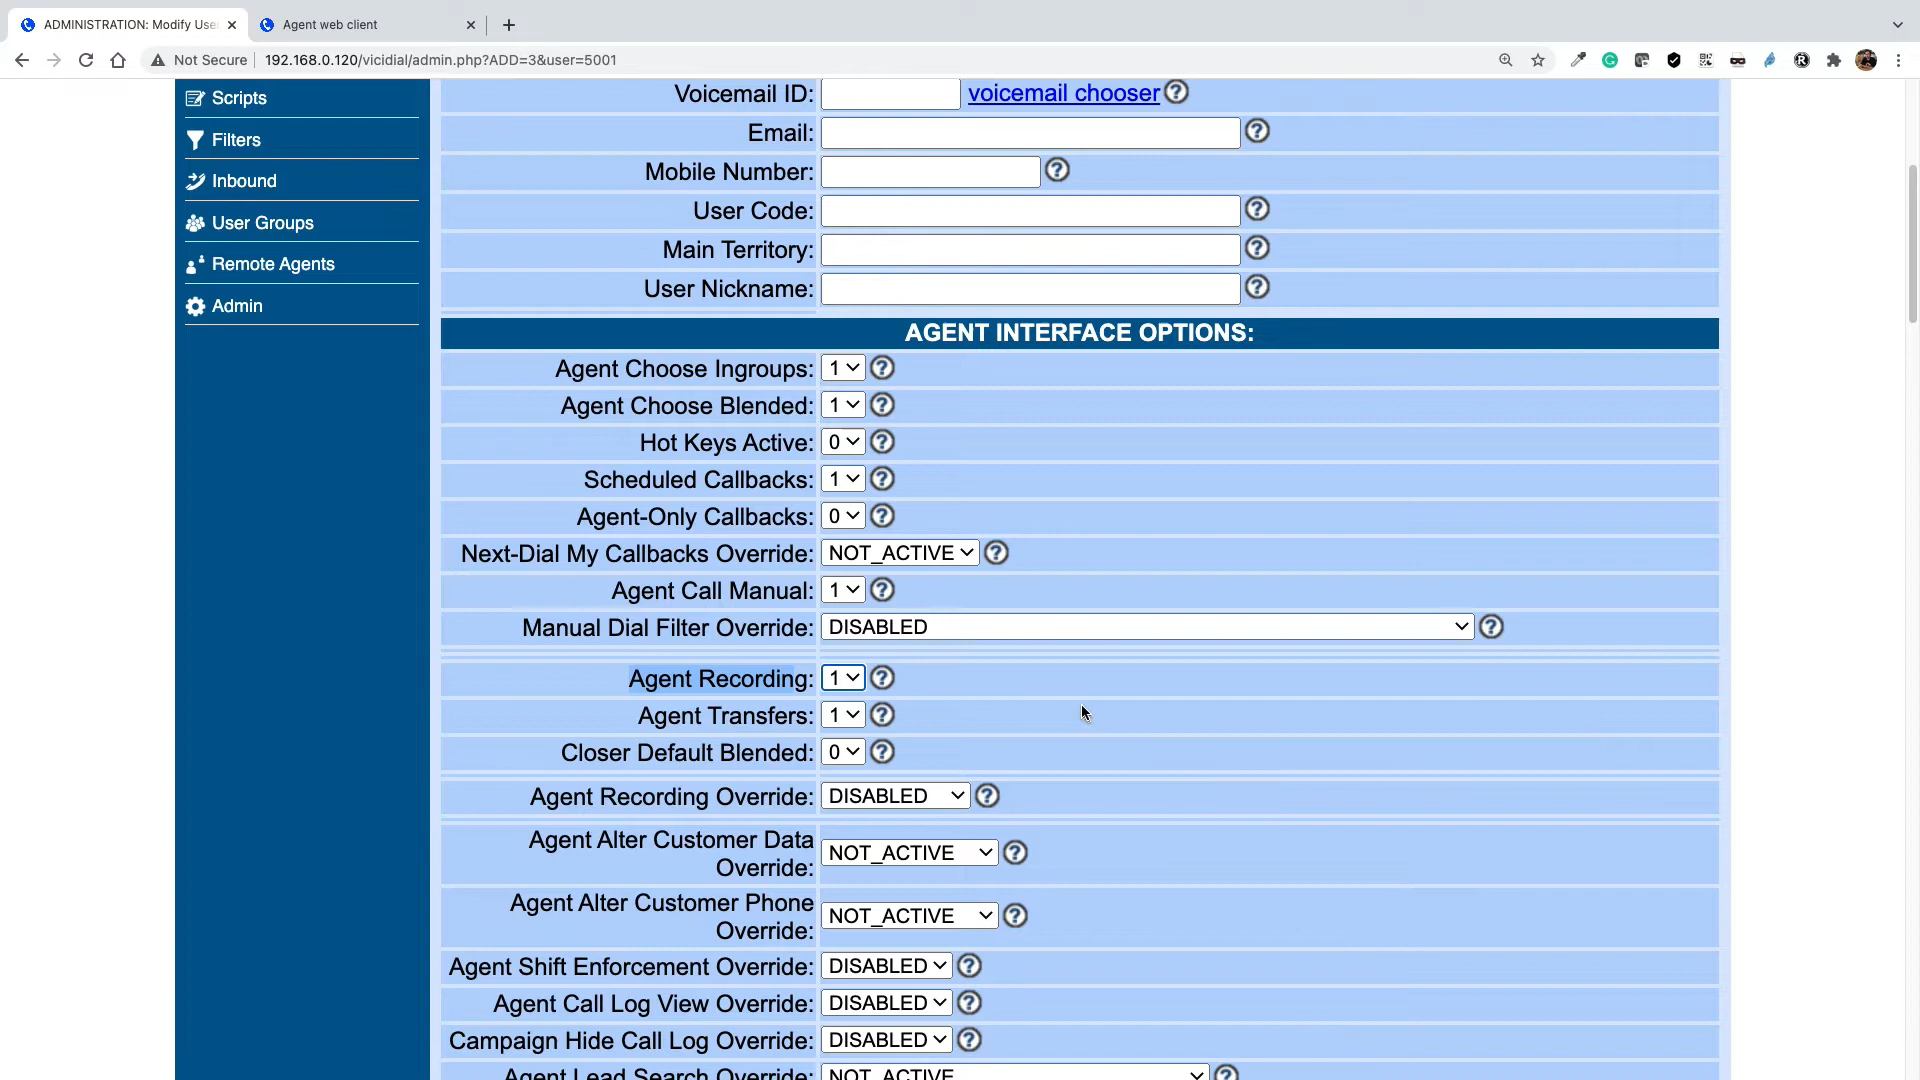 ADMINISTRATION: Modify Use
Agent web client
Not Secure 192.168.0.120/vicidial/admin.php?ADD=3&user=5001
Scripts
Filters
Inbound
User Groups
Remote Agents
Admin
Voicemail ID: voicemail chooser
Email:
Mobile Number:
User Code:
Main Territory:
User Nickname:
AGENT INTERFACE OPTIONS:
Agent Choose Ingroups: 1
Agent Choose Blended: 1
Hot Keys Active: 0
Scheduled Callbacks: 1
Agent-Only Callbacks: 0
Next-Dial My Callbacks Override: NOT_ACTIVE
Agent Call Manual: 1
Manual Dial Filter Override: DISABLED
Agent Recording: 1
Agent Transfers: 1
Closer Default Blended: 0
Agent Recording Override: DISABLED
Agent Alter Customer Data
Override: NOT_ACTIVE
Agent Alter Customer Phone
Override: NOT_ACTIVE
Agent Shift Enforcement Override: DISABLED
Agent Call Log View Override: DISABLED
Campaign Hide Call Log Override: DISABLED
Agent Lead Search Override: NOT_ACTIVE